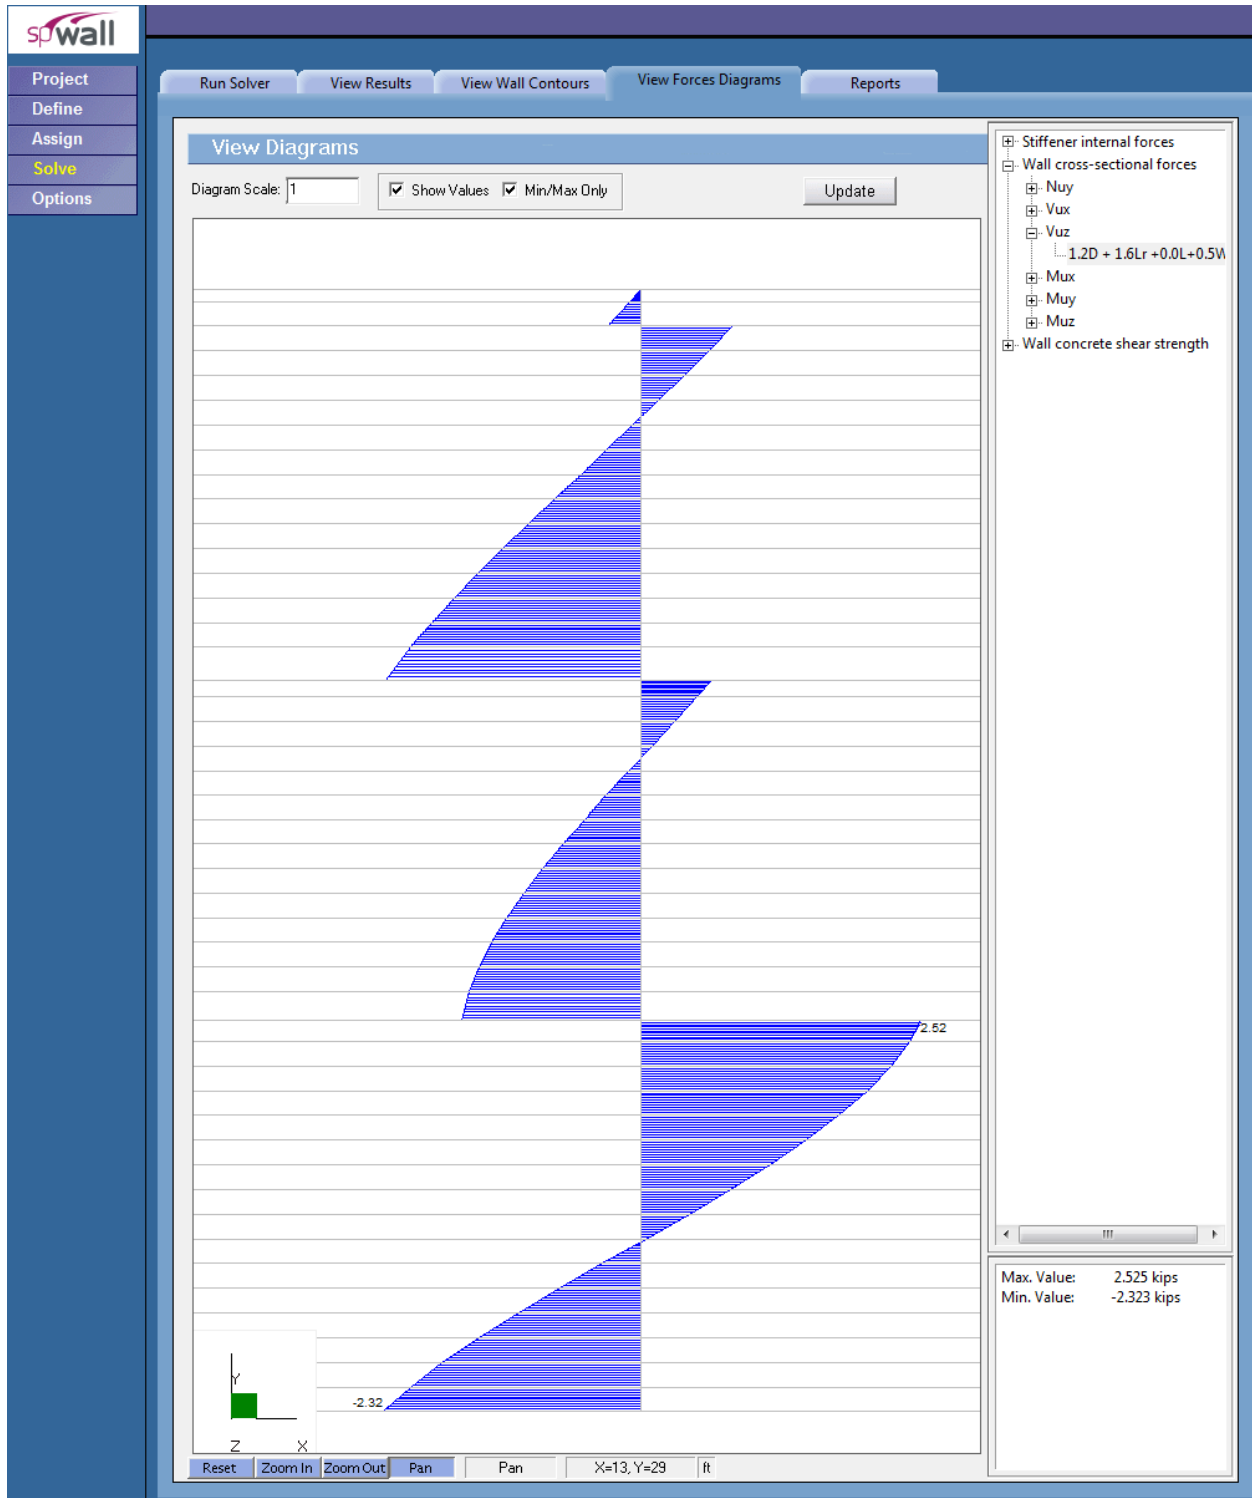 spwall
Project
Define
Assign
Solve
Options
Run Solver
View Results
View Wall Contours
View Forces Diagrams
Reports
View Diagrams
Diagram Scale: 1
Show Values
Min/Max Only
Update
2.52
-2.32
Y
Z
X
Reset
Zoom In
Zoom Out
Pan
Pan
X=13, Y=29
ft
Stiffener internal forces
Wall cross-sectional forces
Nuy
Vux
Vuz
1.2D + 1.6Lr +0.0L+0.5W
Mux
Muy
Muz
Wall concrete shear strength
Max. Value: 2.525 kips
Min. Value: -2.323 kips